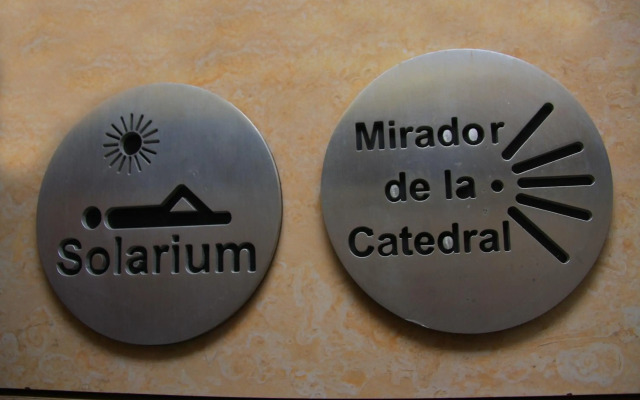 Solarium
Mirador
de la
Catedral